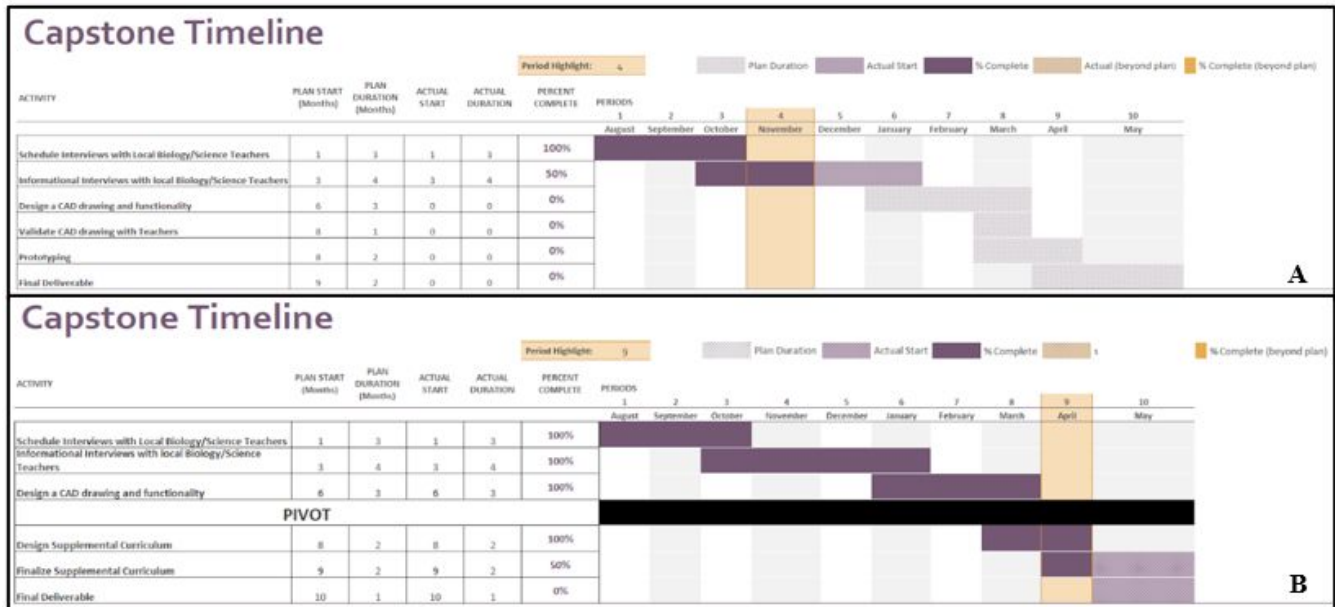 Capstone Timeline
Period Highlight: 4 Plan Duration Actual Start % Complete Actual (beyond plan) % Complete (beyond plan)
ACTIVITY PLAN START (Months) PLAN DURATION (Months) ACTUAL START ACTUAL DURATION PERCENT COMPLETE PERIODS
1 2 3 4 5 6 7 8 9 10
August September October November December January February March April May
Schedule Interviews with Local Biology/Science Teachers 1 3 1 3 100%
Informational Interviews with local Biology/Science Teachers 3 4 3 4 50%
Design a CAD drawing and functionality 6 3 0 0 0%
Validate CAD drawing with Teachers 8 1 0 0 0%
Prototyping 8 2 0 0 0%
Final Deliverable 9 2 0 0 0%
A
Capstone Timeline
Period Highlight: 9 Plan Duration Actual Start % Complete 1 % Complete (beyond plan)
ACTIVITY PLAN START (Months) PLAN DURATION (Months) ACTUAL START ACTUAL DURATION PERCENT COMPLETE PERIODS
1 2 3 4 5 6 7 8 9 10
August September October November December January February March April May
Schedule Interviews with Local Biology/Science Teachers 1 3 1 3 100%
Informational Interviews with local Biology/Science
Teachers 3 4 3 4 100%
Design a CAD drawing and functionality 6 3 6 3 100%
PIVOT
Design Supplemental Curriculum 8 2 8 2 100%
Finalize Supplemental Curriculum 9 2 9 2 50%
Final Deliverable 10 1 10 1 0%
B